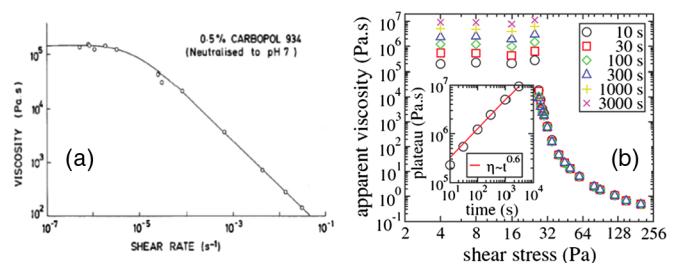 0.5% CARBOPOL 934
(Neutralised to pH 7)
VISCOSITY (Pa.s)
10^5
10^4
10^3
10^2
(a)
10^-7
10^-5
10^-3
10^-1
SHEAR RATE (s^-1)
apparent viscosity (Pa.s)
10^7
10^6
10^5
10^4
10^3
10^2
10^1
10^0
10^-1
10 s
30 s
100 s
300 s
1000 s
3000 s
plateau (Pa.s)
10^7
10^6
10^5
η~t^0.6
10^1
10^2
10^3
10^4
time (s)
(b)
2 4 8 16 32 64 128 256
shear stress (Pa)